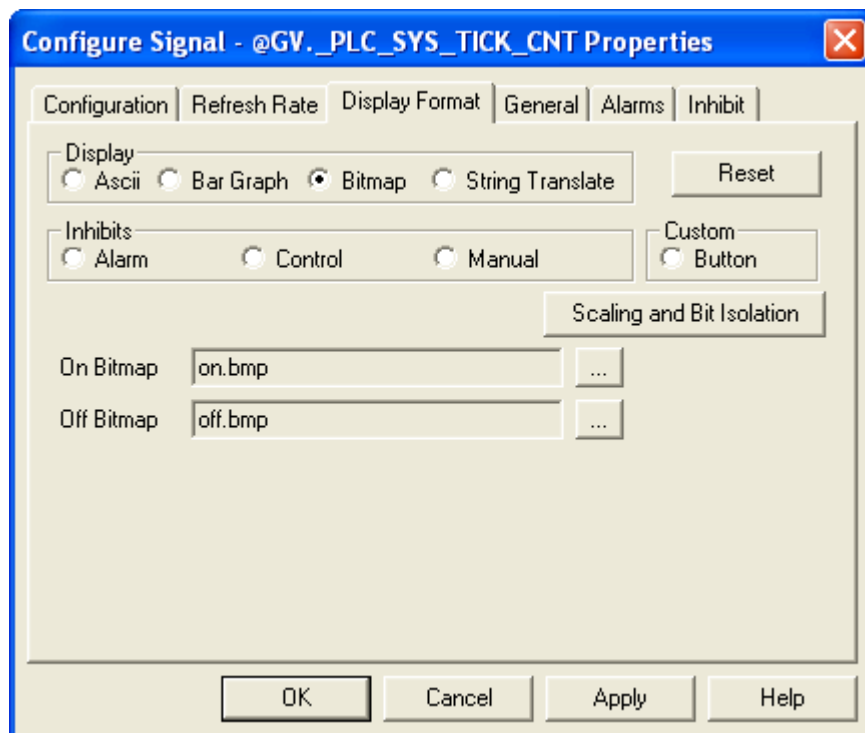 Configure Signal - @GV._PLC_SYS_TICK_CNT Properties
Configuration Refresh Rate Display Format General Alarms Inhibit
Display
Ascii Bar Graph Bitmap String Translate Reset
Inhibits Custom
Alarm Control Manual Button
Scaling and Bit Isolation
On Bitmap on.bmp ...
Off Bitmap off.bmp ...
OK Cancel Apply Help